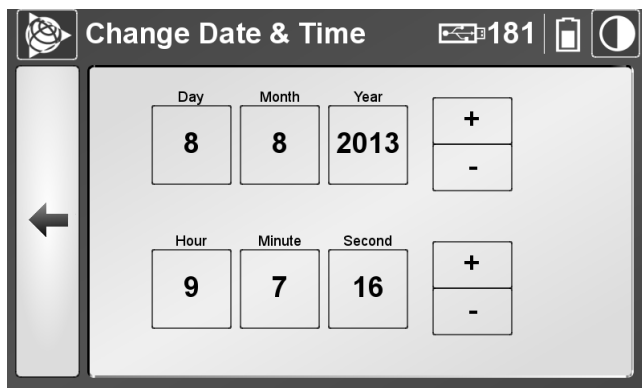 Change Date & Time 181
Day Month Year
8 8 2013 +
-
Hour Minute Second
9 7 16 +
-